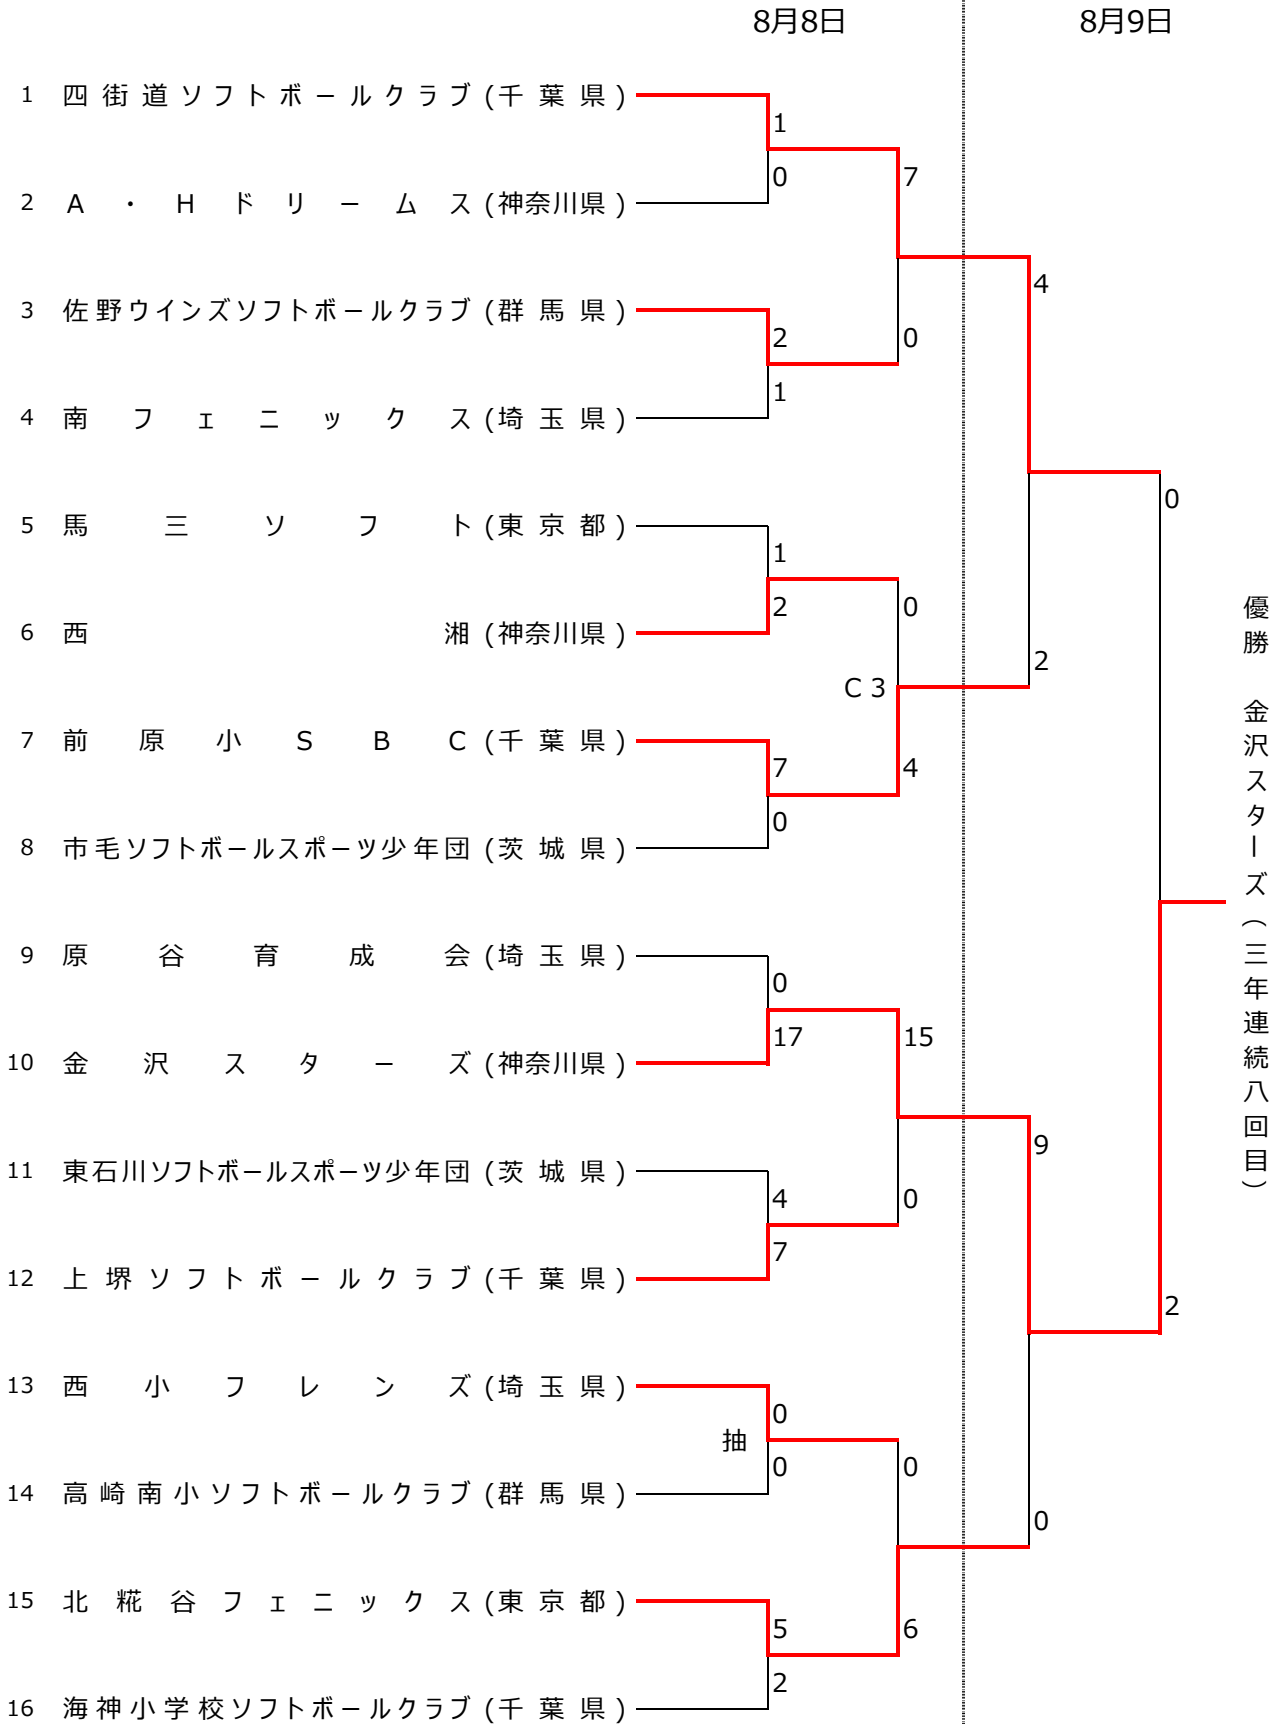 8月8日 8月9日
1 四街道ソフトボールクラブ(千葉県)
1
0
7
2 A・Hドリームス(神奈川県)
4
3 佐野ウインズソフトボールクラブ(群馬県)
2
0
1
4 南フェニックス(埼玉県)
0
5 馬三ソフト(東京都)
1
2
0
6 西湘(神奈川県)
2
C3
7 前原小SBC(千葉県)
7
4
0
8 市毛ソフトボールスポーツ少年団(茨城県)
9 原谷育成会(埼玉県)
0
17
15
10 金沢スターズ(神奈川県)
9
11 東石川ソフトボールスポーツ少年団(茨城県)
4
0
7
12 上堺ソフトボールクラブ(千葉県)
2
13 西小フレンズ(埼玉県)
0
抽
0
0
14 高崎南小ソフトボールクラブ(群馬県)
0
15 北糀谷フェニックス(東京都)
5
6
2
16 海神小学校ソフトボールクラブ(千葉県)
優勝 金沢スターズ(三年連続八回目)